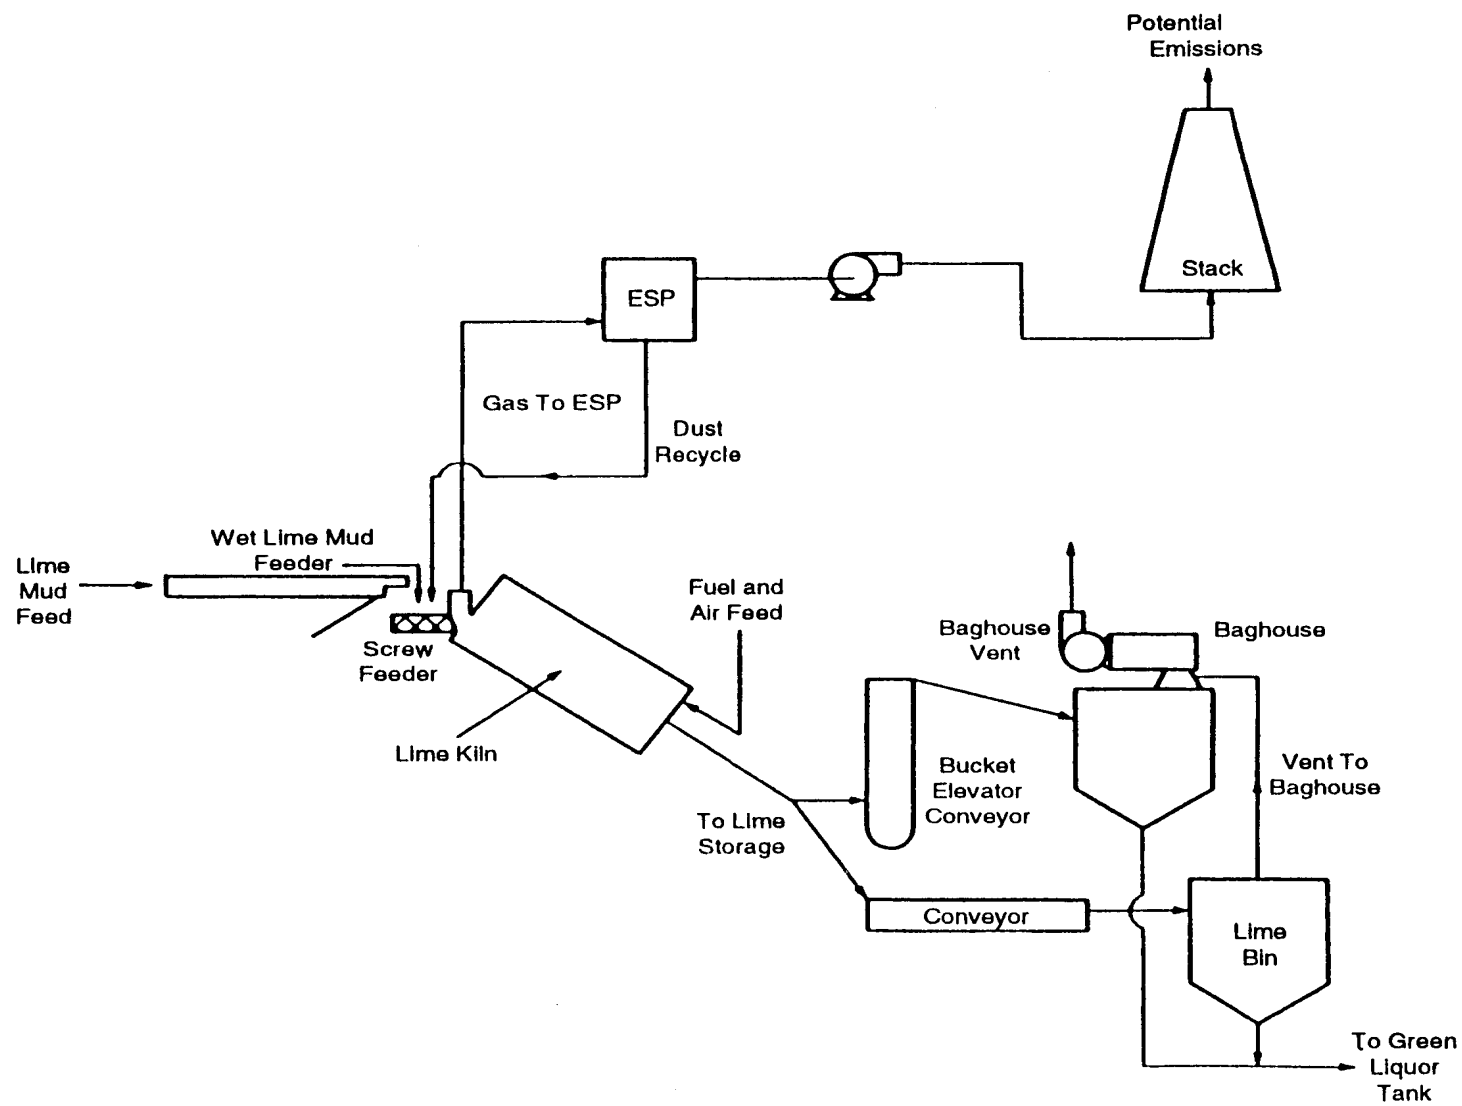 Potential
Emissions
Stack
ESP
Gas To ESP
Dust
Recycle
Wet Lime Mud
Feeder
Lime
Mud
Feed
Screw
Feeder
Fuel and
Air Feed
Lime Kiln
Baghouse
Vent
Baghouse
To Lime
Storage
Bucket
Elevator
Conveyor
Vent To
Baghouse
Conveyor
Lime
Bin
To Green
Liquor
Tank